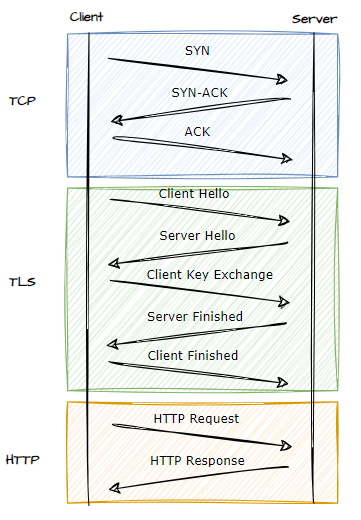 Client
Server
TCP
SYN
SYN-ACK
ACK
TLS
Client Hello
Server Hello
Client Key Exchange
Server Finished
Client Finished
HTTP
HTTP Request
HTTP Response